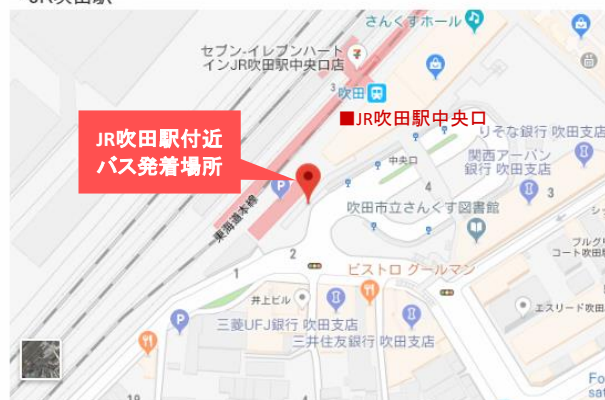 JR吹田駅
さんくすホール
セブン-イレブンハート
インJR吹田駅中央口店
3
吹田
■JR吹田駅中央口
JR吹田駅付近
バス発着場所
りそな銀行 吹田支店
中央口
関西アーバン
銀行 吹田支店
4
3
吹田市立さんくす図書館
東海道本線
2
1
ビストロ グールマン
ブルグリ
コート吹田
井上ビル
エスリード吹田
三菱UFJ銀行 吹田支店
三井住友銀行 吹田支店
19
4
Fo
sat